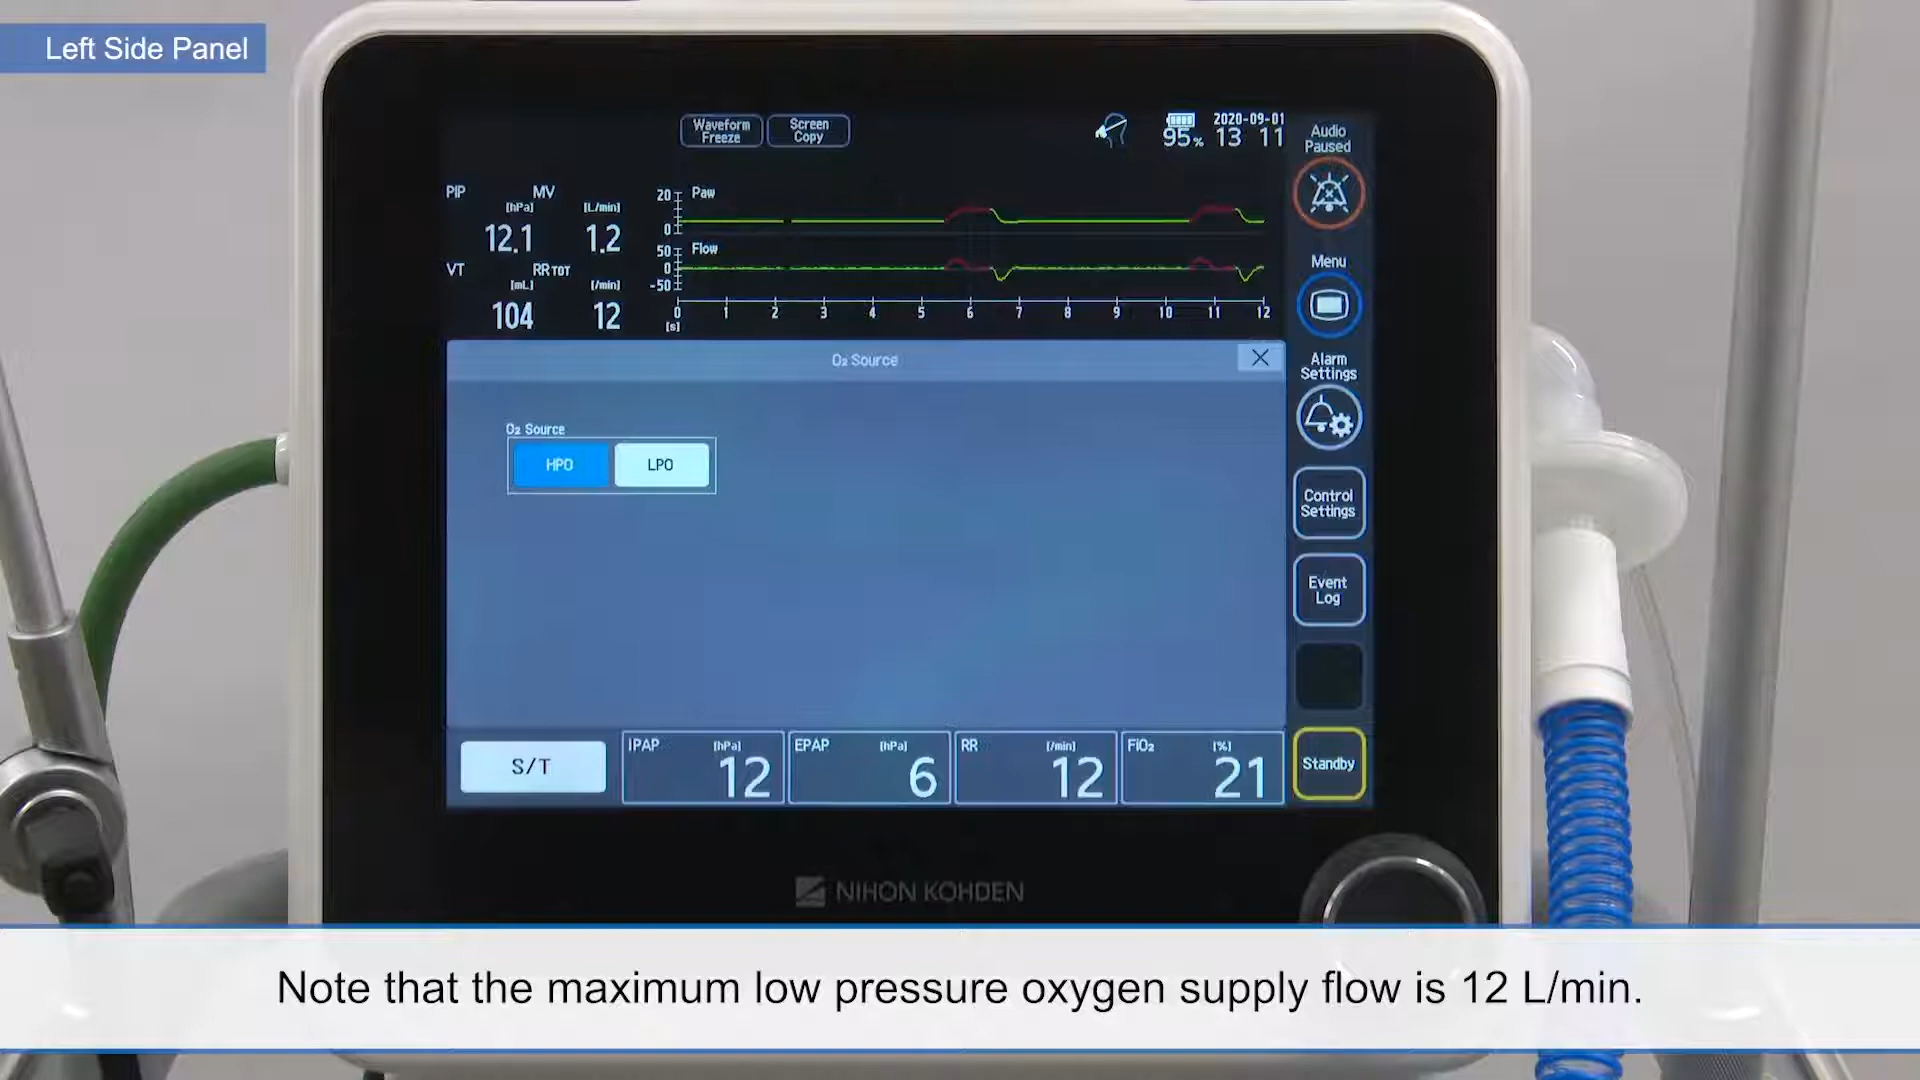 Left Side Panel
Waveform
Freeze
Screen
Copy
95%
2020-09-01
13 11
Audio
Paused
PIP
[hPa]
12.1
MV
[L/min]
1.2
VT
[mL]
104
RR TOT
[/min]
12
20
0
Paw
50
0
-50
Flow
0 1 2 3 4 5 6 7 8 9 10 11 12
[s]
Menu
Alarm
Settings
O₂ Source
O₂ Source
HPO
LPO
Control
Settings
Event
Log
S/T
IPAP [hPa]
12
EPAP [hPa]
6
RR [/min]
12
FiO₂ [%]
21
Standby
NIHON KOHDEN
Note that the maximum low pressure oxygen supply flow is 12 L/min.